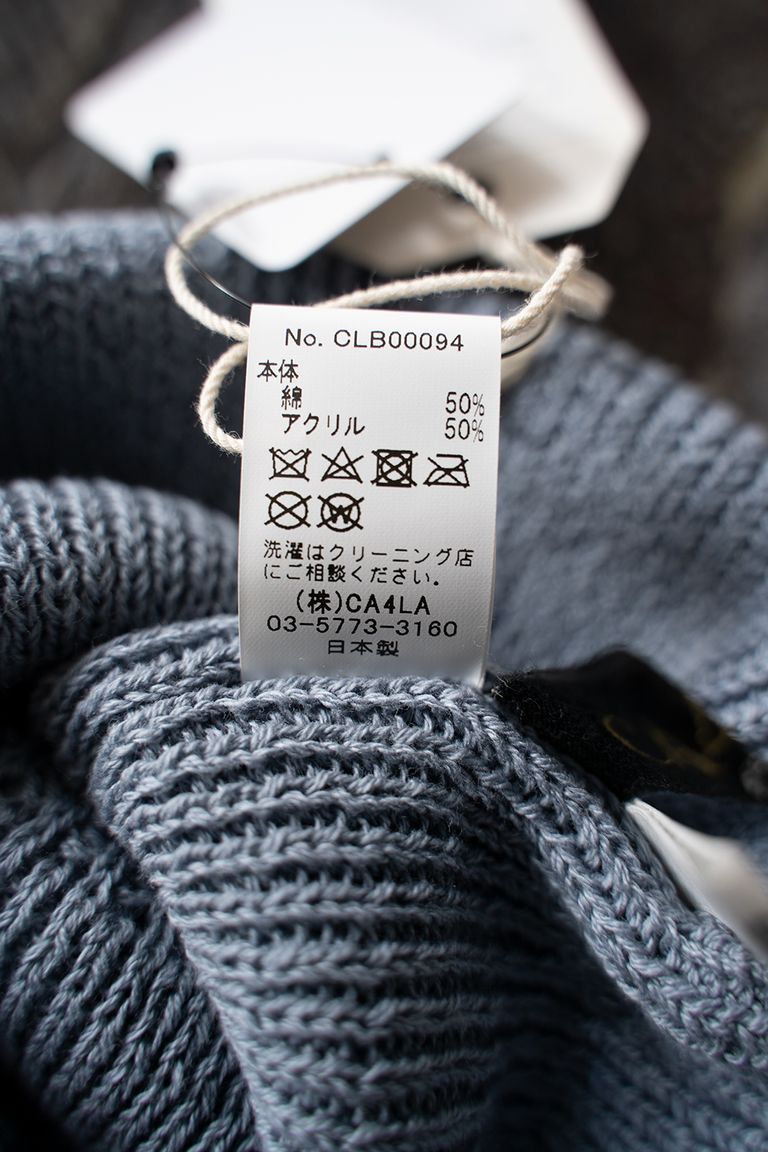 No. CLB00094
本体
綿 50%
アクリル 50%
洗濯はクリーニング店
にご相談ください。
(株)CA4LA
03-5773-3160
日本製